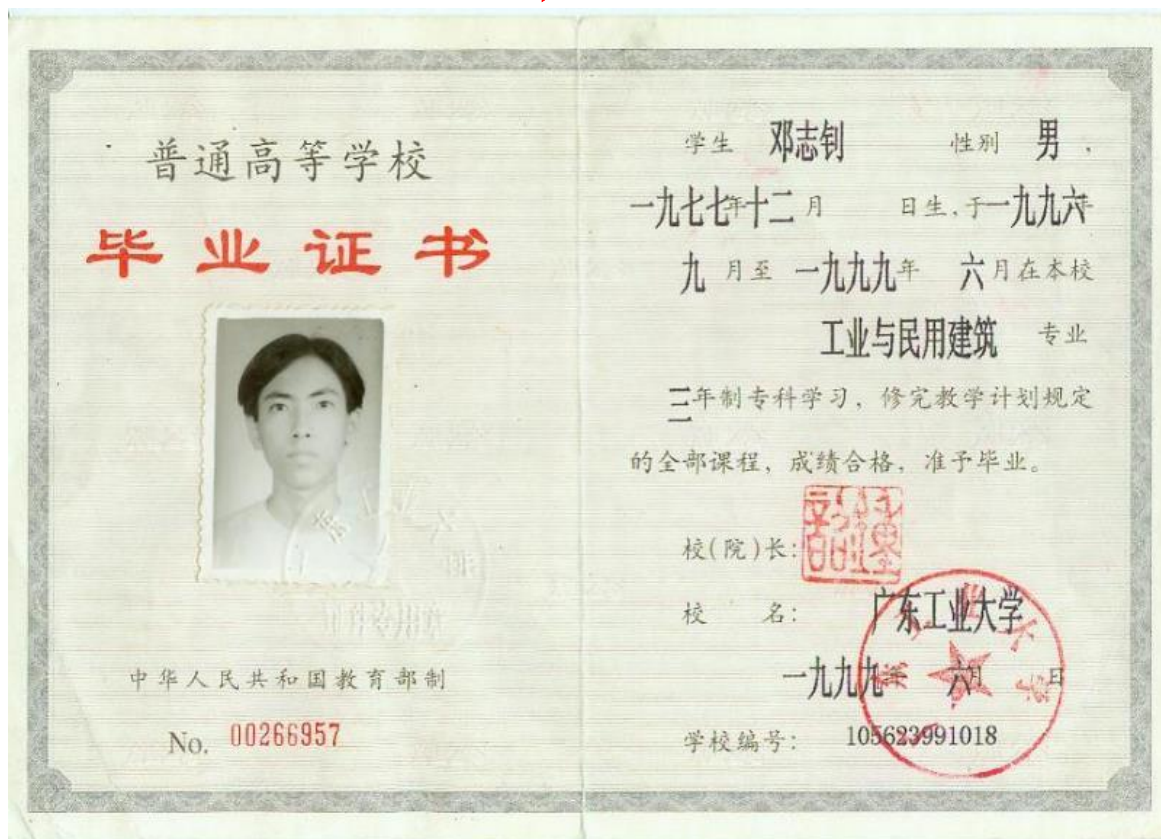 普通高等学校
毕业证书
中华人民共和国教育部制
No. 00266957
学生 邓志钊 性别 男,
一九七七年十二月 日生,于一九九六年
九月至一九九九年 六月在本校
工业与民用建筑 专业
三年制专科学习,修完教学计划规定
的全部课程,成绩合格,准予毕业。
校(院)长:
校 名: 广东工业大学
一九九九年 六月 日
学校编号: 105623991018